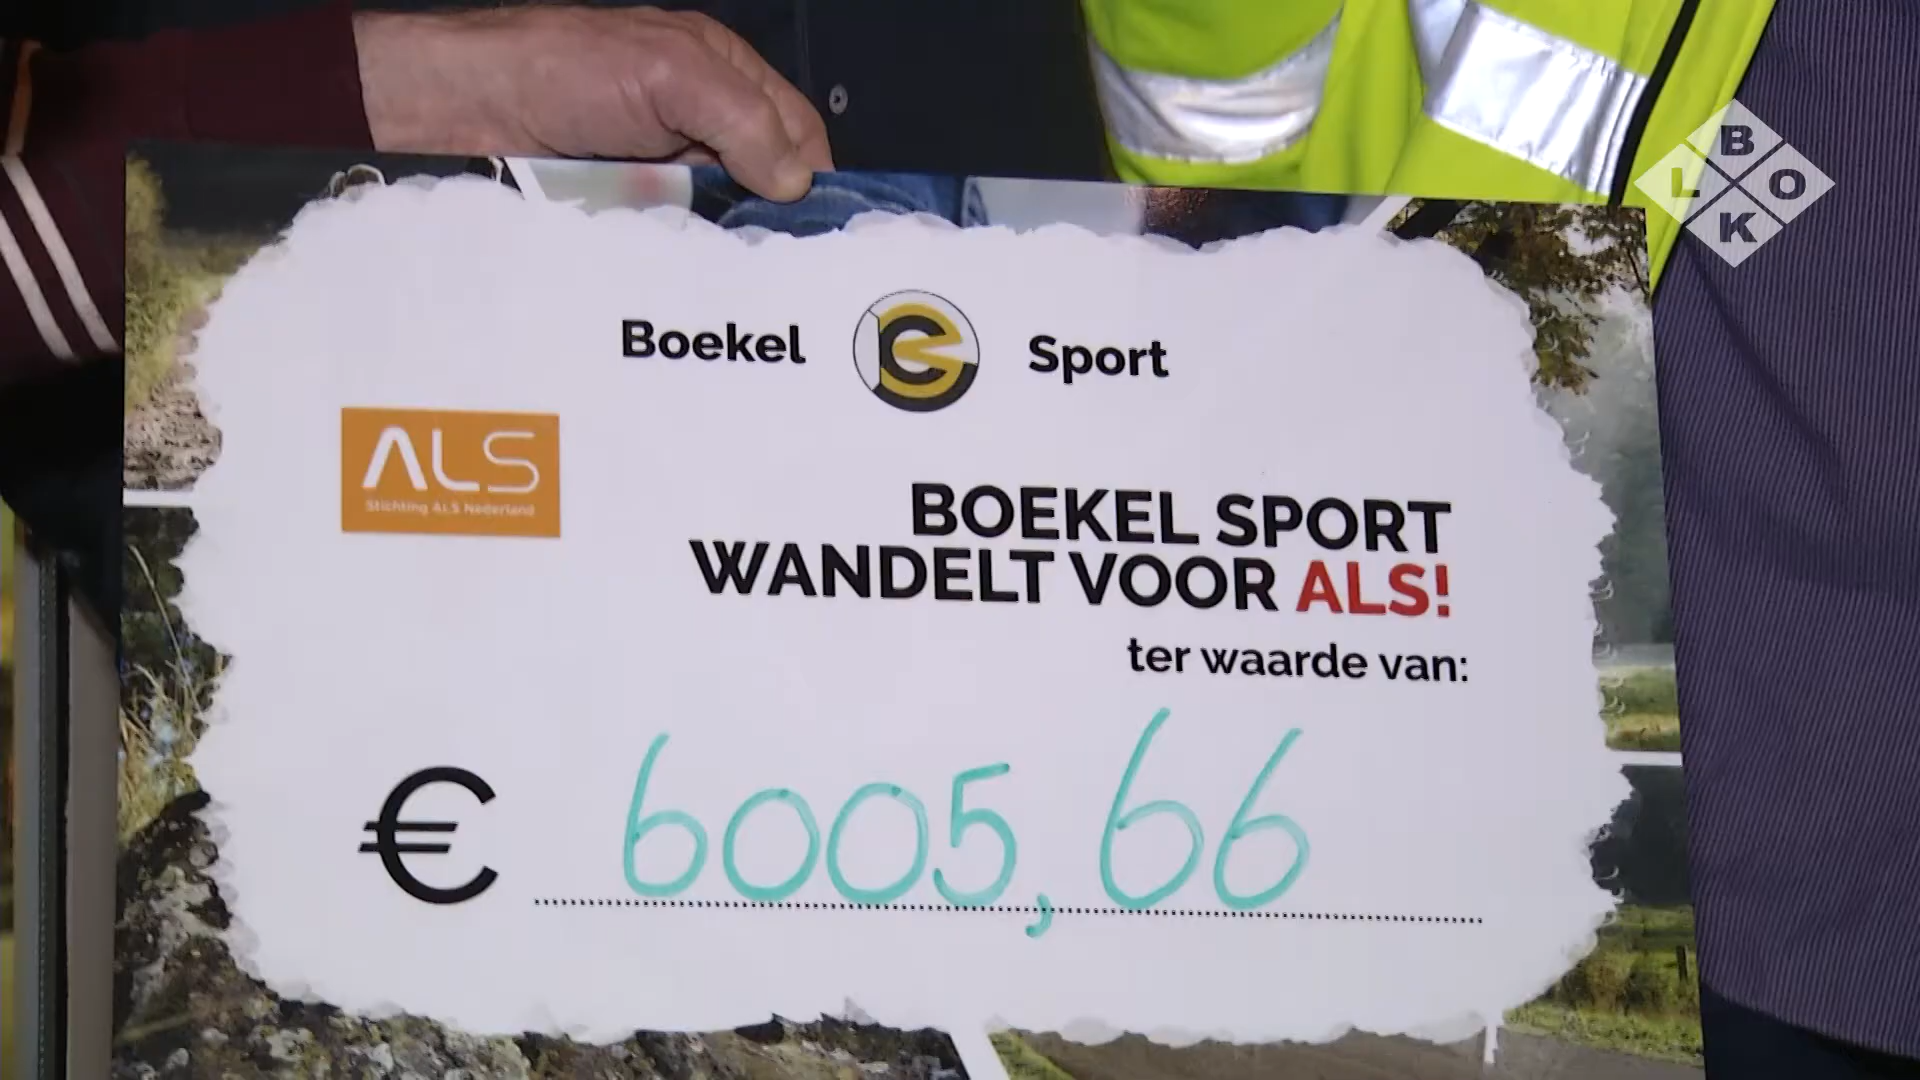 B
L O
K
Boekel Sport
ALS
Stichting ALS Nederland
BOEKEL SPORT
WANDELT VOOR ALS!
ter waarde van:
€ 6005,66